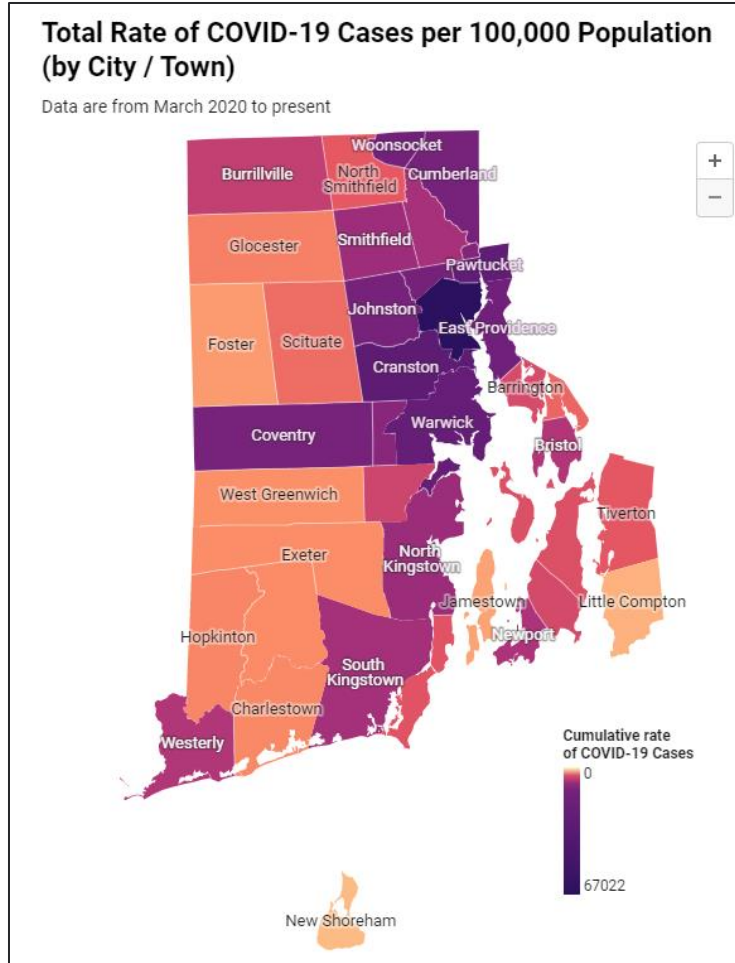 Total Rate of COVID-19 Cases per 100,000 Population
(by City / Town)
Data are from March 2020 to present
+
−
Woonsocket
Burrillville
North
Smithfield
Cumberland
Glocester
Smithfield
Pawtucket
Johnston
East Providence
Foster
Scituate
Cranston
Barrington
Warwick
Coventry
Bristol
West Greenwich
Tiverton
Exeter
North
Kingstown
Jamestown
Little Compton
Hopkinton
Newport
South
Kingstown
Charlestown
Westerly
Cumulative rate
of COVID-19 Cases
0
67022
New Shoreham